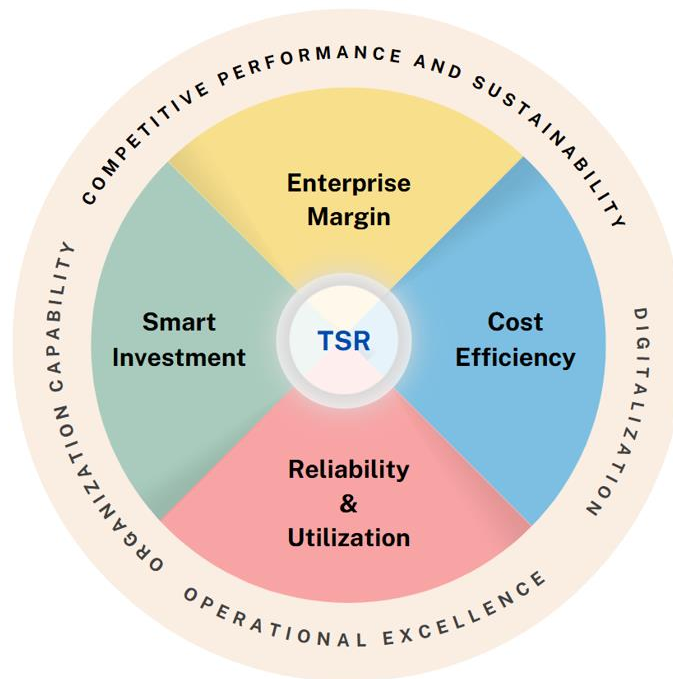 COMPETITIVE PERFORMANCE AND SUSTAINABILITY
Enterprise
Margin
Smart
Investment
TSR
Cost
Efficiency
Reliability
&
Utilization
DIGITALIZATION
ORGANIZATION CAPABILITY
OPERATIONAL EXCELLENCE